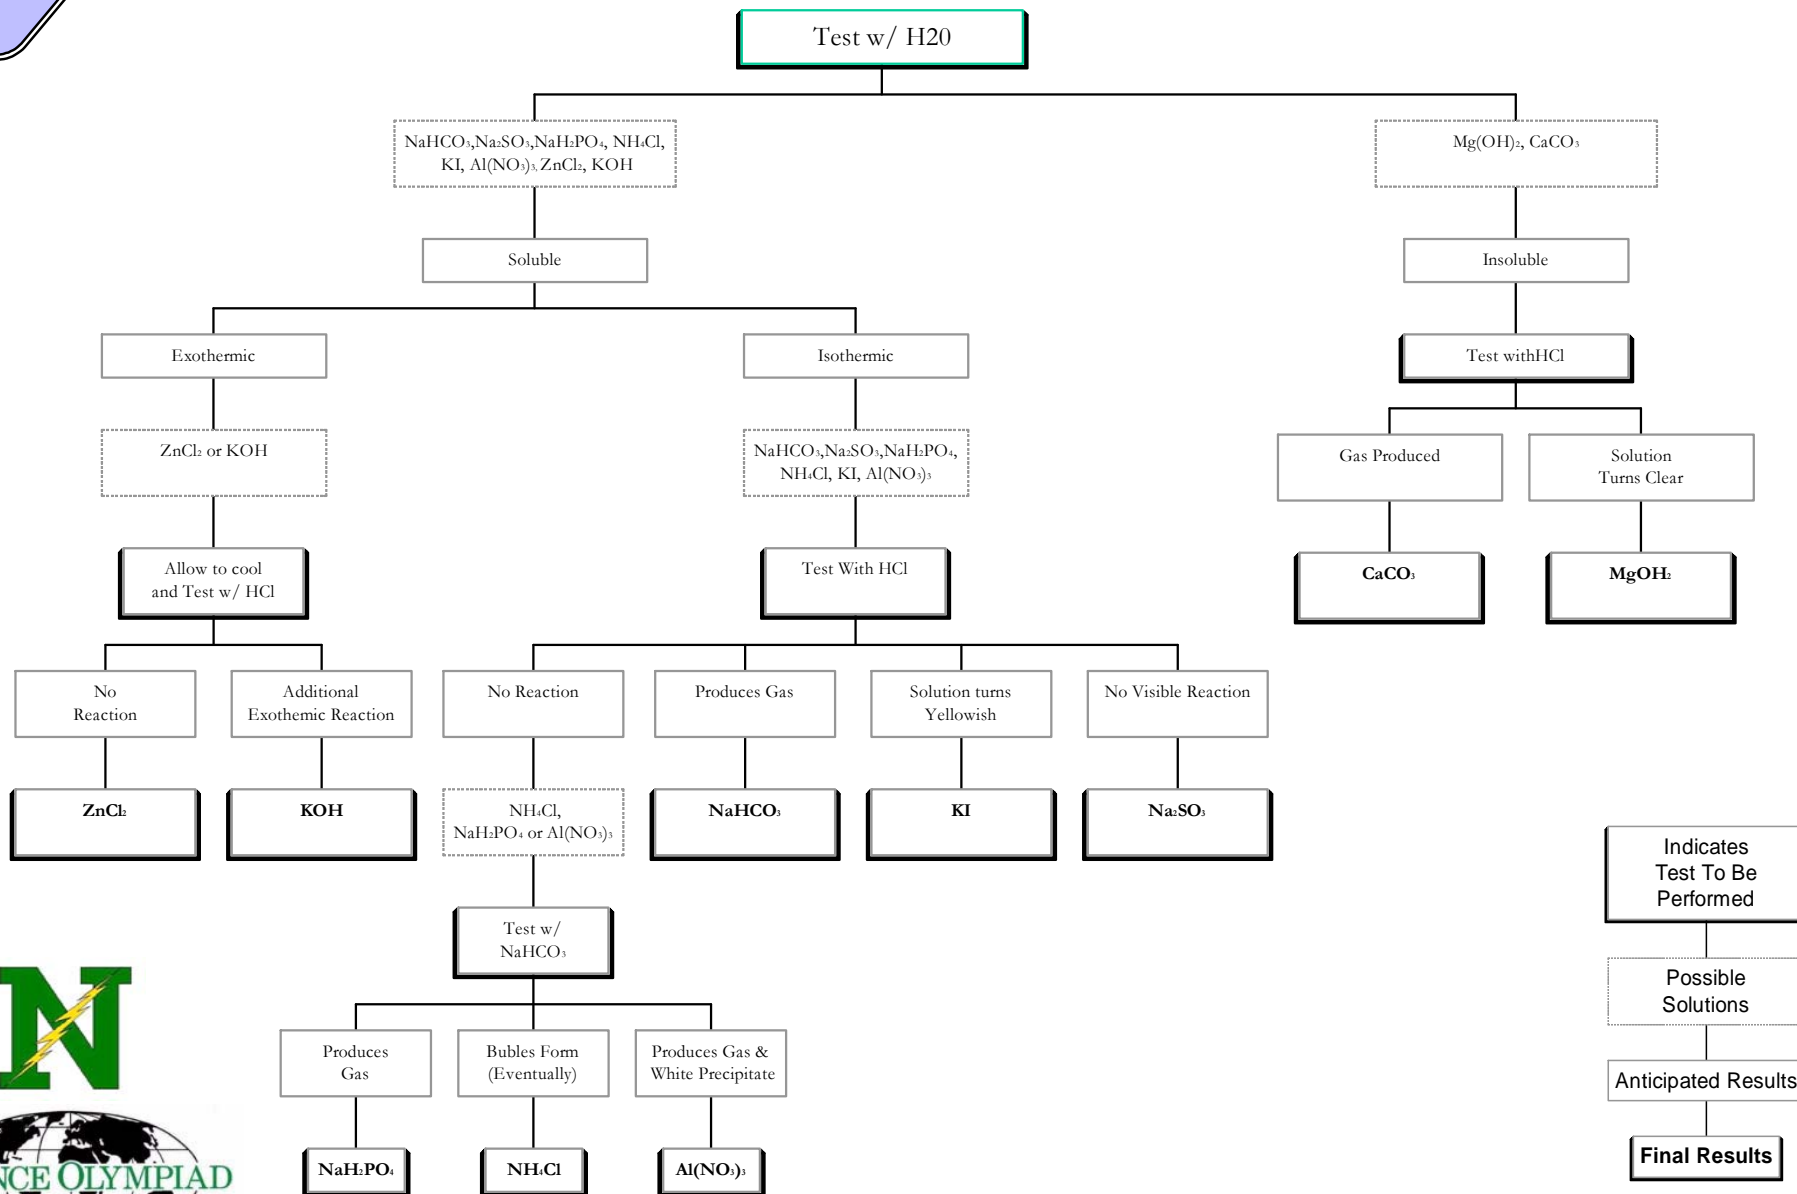 Test w/ H20
NaHCO₃,Na₂SO₃,NaH₂PO₄, NH₄Cl,
KI, Al(NO₃)₃, ZnCl₂, KOH
Mg(OH)₂, CaCO₃
Soluble
Insoluble
Exothermic
Isothermic
Test withHCl
ZnCl₂ or KOH
NaHCO₃,Na₂SO₃,NaH₂PO₄,
NH₄Cl, KI, Al(NO₃)₃
Gas Produced
Solution
Turns Clear
Allow to cool
and Test w/ HCl
Test With HCl
CaCO₃
MgOH₂
No
Reaction
Additional
Exothemic Reaction
No Reaction
Produces Gas
Solution turns
Yellowish
No Visible Reaction
ZnCl₂
KOH
NH₄Cl,
NaH₂PO₄ or Al(NO₃)₃
NaHCO₃
KI
Na₂SO₃
Test w/
NaHCO₃
Produces
Gas
Bubles Form
(Eventually)
Produces Gas &
White Precipitate
NaH₂PO₄
NH₄Cl
Al(NO₃)₃
Indicates
Test To Be
Performed
Possible
Solutions
Anticipated Results
Final Results
N
NCE OLYMPIAD